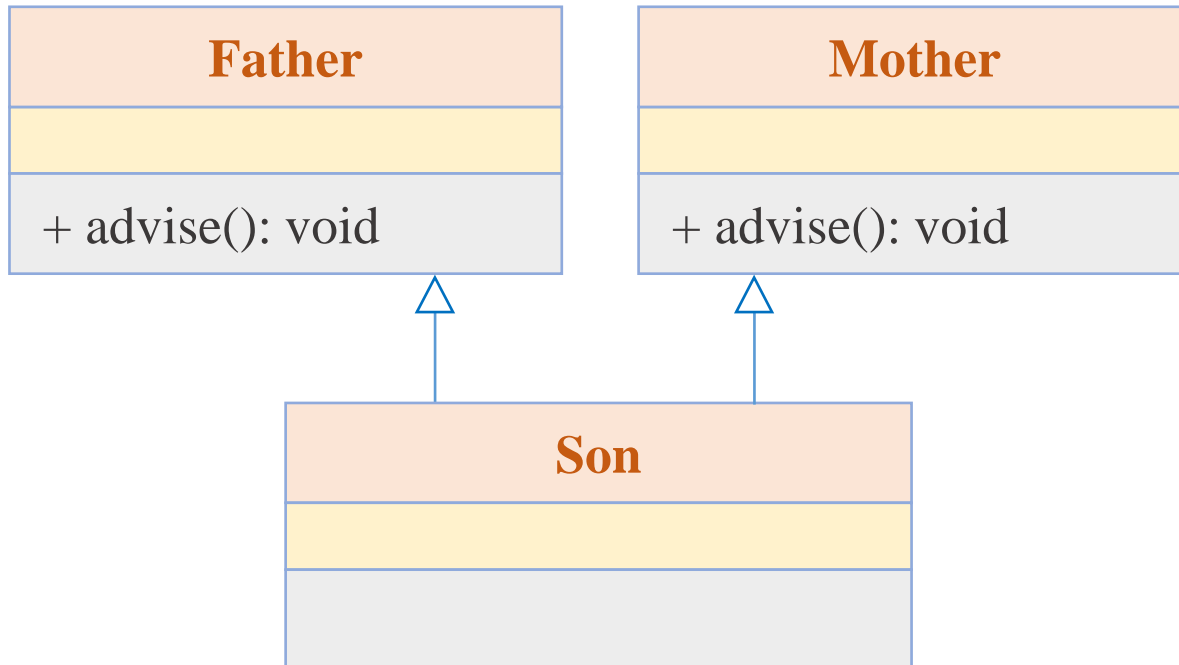 Father
Mother
+ advise(): void
+ advise(): void
Son